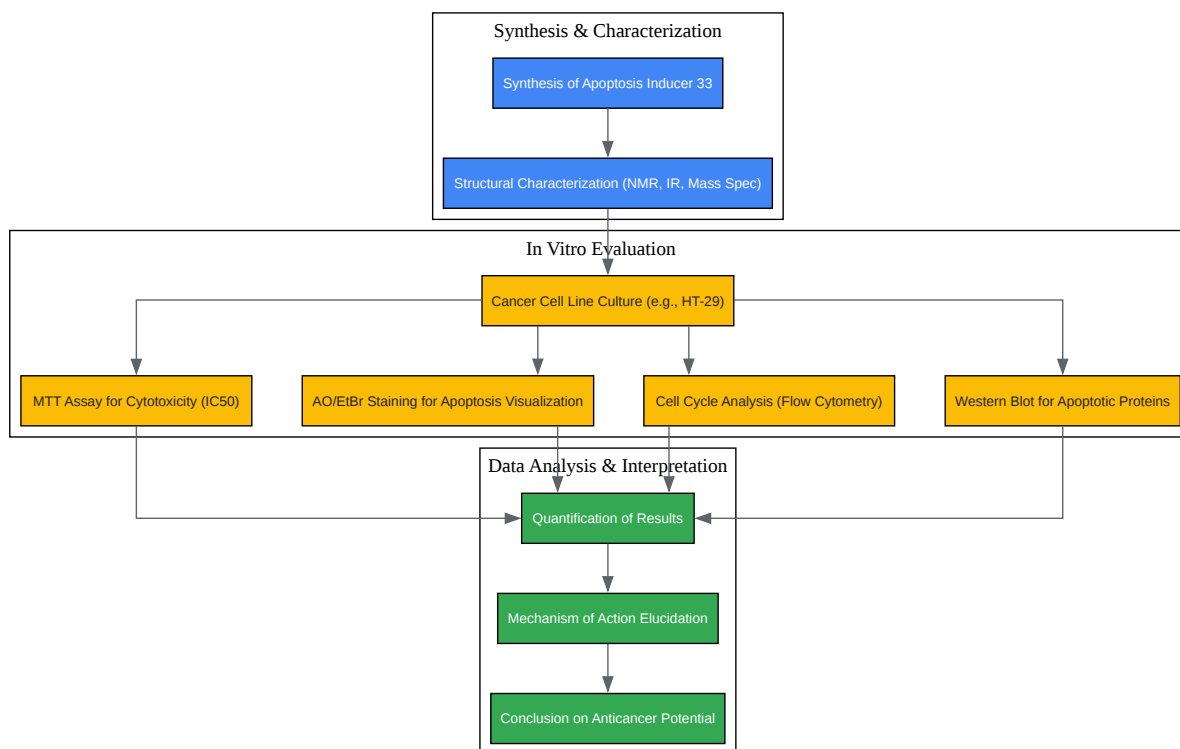 Synthesis & Characterization
Synthesis of Apoptosis Inducer 33
Structural Characterization (NMR, IR, Mass Spec)
In Vitro Evaluation
Cancer Cell Line Culture (e.g., HT-29)
MTT Assay for Cytotoxicity (IC50)
AO/EtBr Staining for Apoptosis Visualization
Cell Cycle Analysis (Flow Cytometry)
Western Blot for Apoptotic Proteins
Data Analysis & Interpretation
Quantification of Results
Mechanism of Action Elucidation
Conclusion on Anticancer Potential